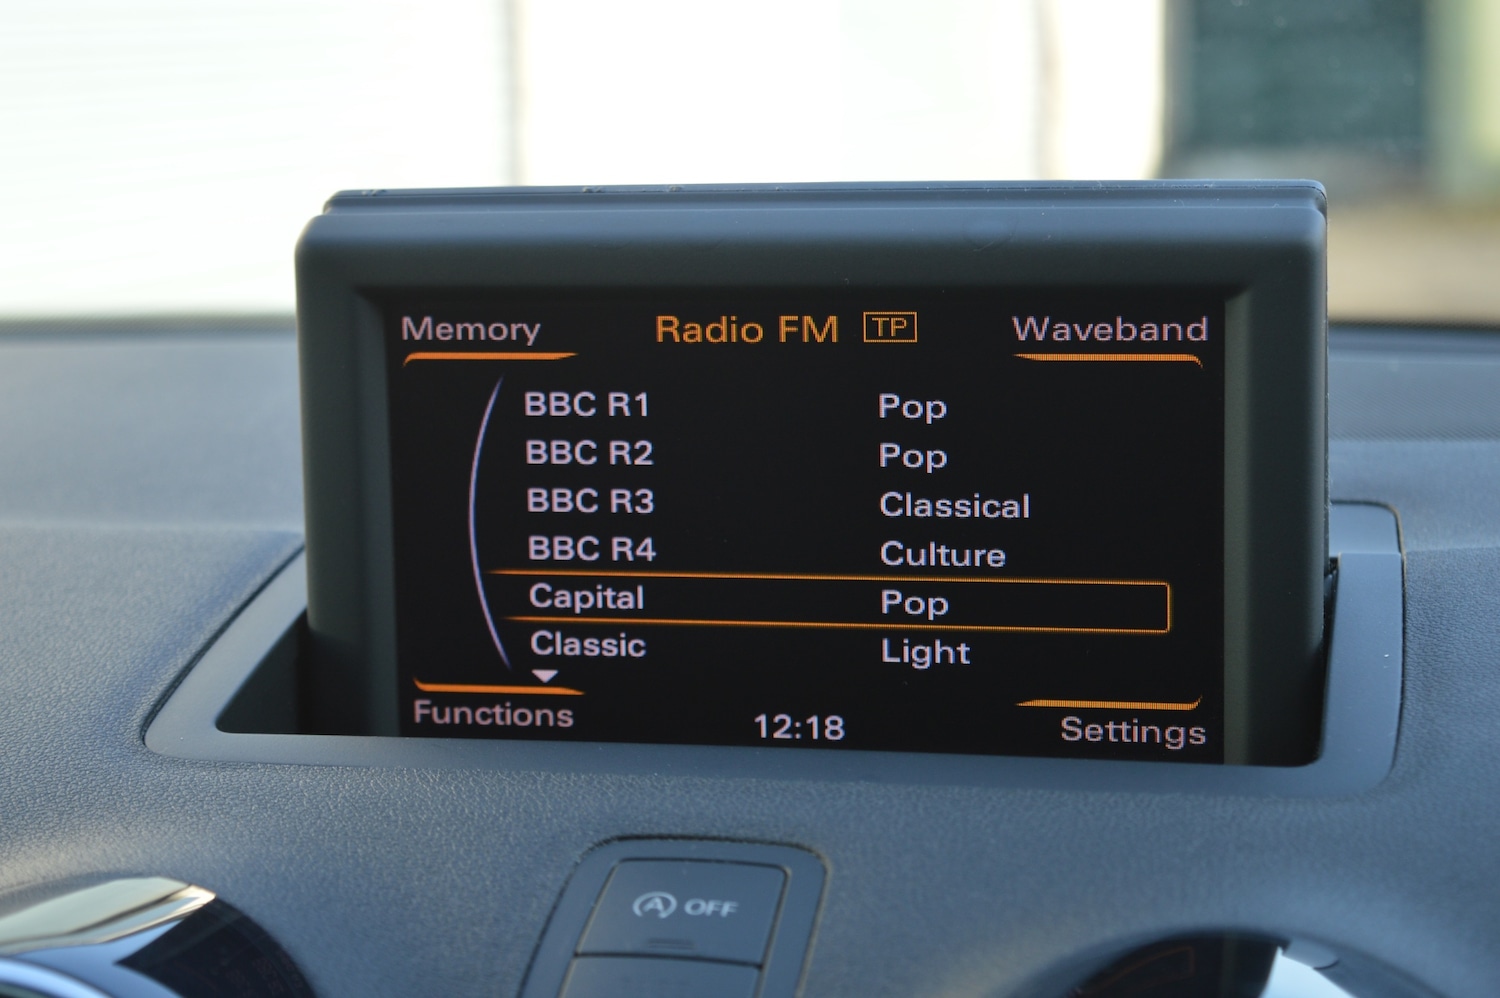 Memory Radio FM TP Waveband
BBC R1 Pop
BBC R2 Pop
BBC R3 Classical
BBC R4 Culture
Capital Pop
Classic Light
Functions 12:18 Settings
A OFF